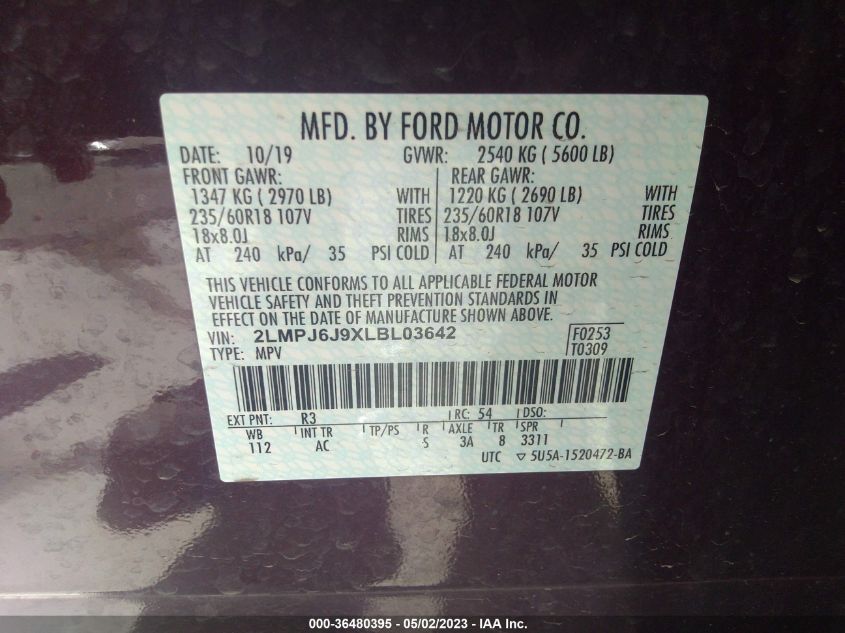 MFD. BY FORD MOTOR CO.
DATE: 10/19 GVWR: 2540 KG ( 5600 LB)
FRONT GAWR: REAR GAWR:
1347 KG ( 2970 LB) WITH 1220 KG ( 2690 LB) WITH
235/60R18 107V TIRES 235/60R18 107V TIRES
18x8.0J RIMS 18x8.0J RIMS
AT 240 kPa/ 35 PSI COLD AT 240 kPa/ 35 PSI COLD
THIS VEHICLE CONFORMS TO ALL APPLICABLE FEDERAL MOTOR
VEHICLE SAFETY AND THEFT PREVENTION STANDARDS IN
EFFECT ON THE DATE OF MANUFACTURE SHOWN ABOVE.
VIN: 2LMPJ6J9XLBL03642 F0253
TYPE: MPV T0309
EXT PNT: R3 RC: 54 DSO:
WB INT TR TP/PS R AXLE TR SPR
112 AC S 3A 8 3311
UTC ▽ 5U5A-1520472-BA
000-36480395 - 05/02/2023 - IAA Inc.